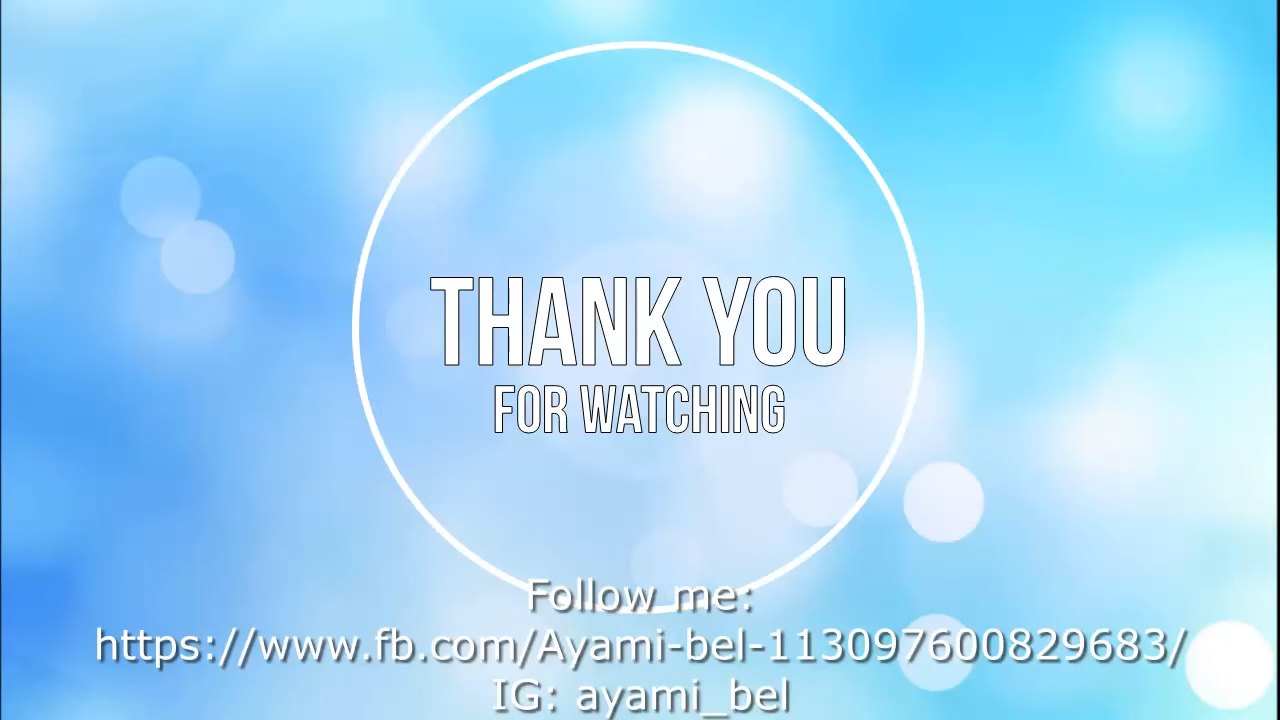 THANK YOU
FOR WATCHING
Follow me:
https://www.fb.com/Ayami-bel-113097600829683/
IG: ayami_bel